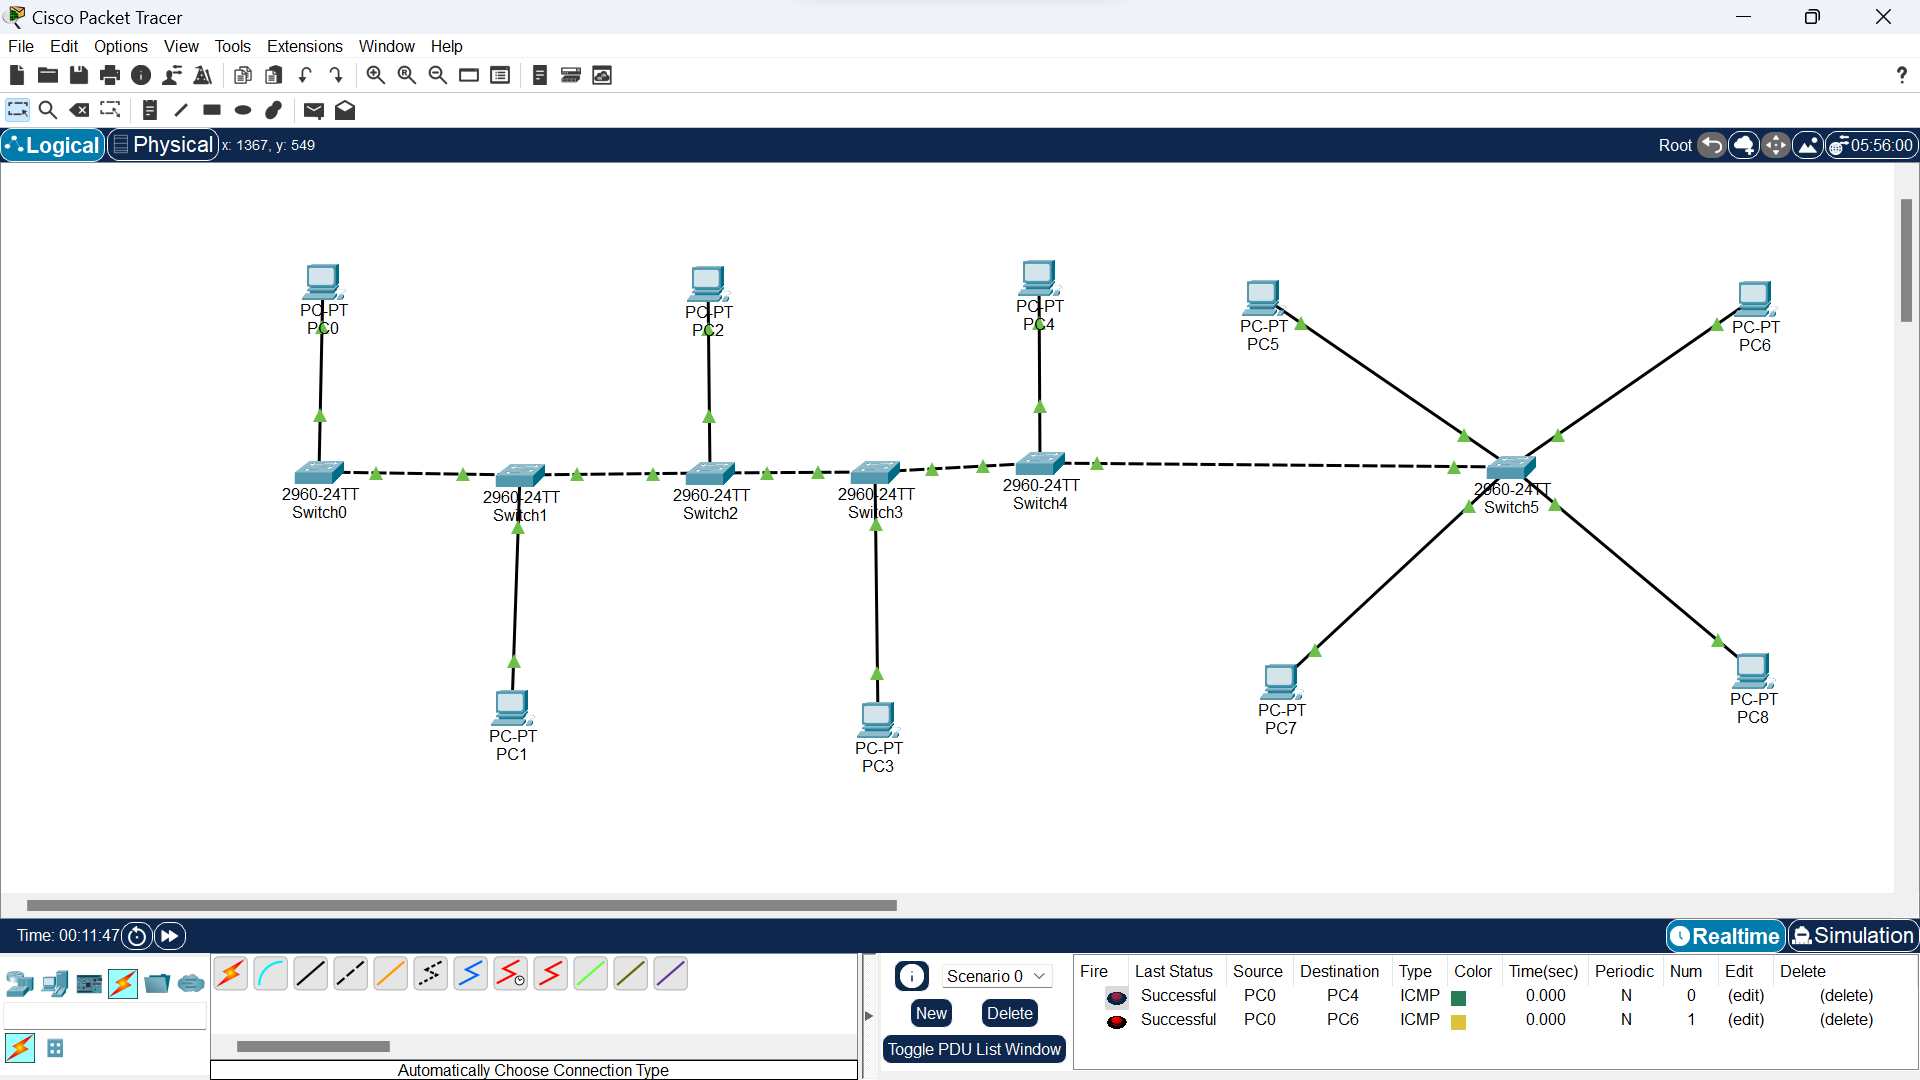 Cisco Packet Tracer
File Edit Options View Tools Extensions Window Help
Logical Physical x: 1367, y: 549 Root 05:56:00
PC-PT
PC0
PC-PT
PC2
PC-PT
PC4
PC-PT
PC5
PC-PT
PC6
2960-24TT
Switch0
2960-24TT
Switch1
2960-24TT
Switch2
2960-24TT
Switch3
2960-24TT
Switch4
2960-24TT
Switch5
PC-PT
PC1
PC-PT
PC3
PC-PT
PC7
PC-PT
PC8
Time: 00:11:47 Realtime Simulation
Automatically Choose Connection Type
Scenario 0
New Delete
Toggle PDU List Window
Fire Last Status Source Destination Type Color Time(sec) Periodic Num Edit Delete
Successful PC0 PC4 ICMP 0.000 N 0 (edit) (delete)
Successful PC0 PC6 ICMP 0.000 N 1 (edit) (delete)